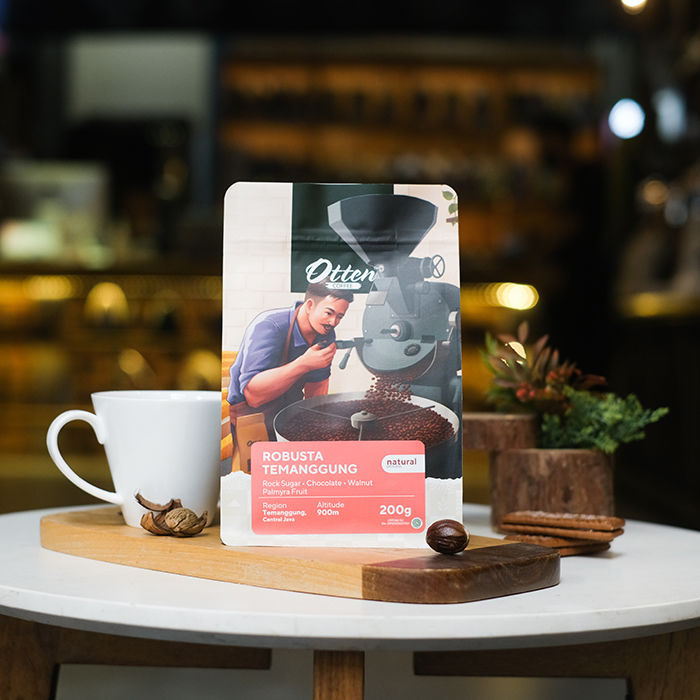 Otten
COFFEE
ROBUSTA
TEMANGGUNG
natural
Rock Sugar • Chocolate • Walnut
Palmyra Fruit
Region
Temanggung,
Central Java
Altitude
900m
200g